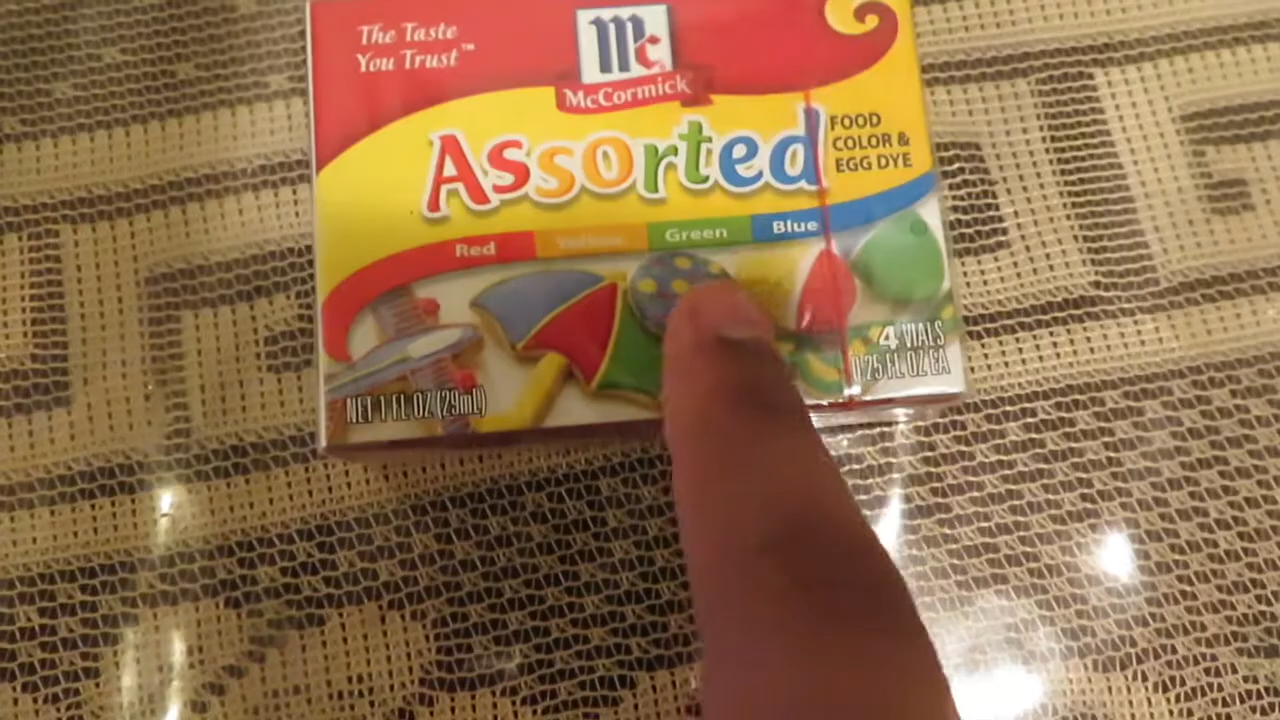 The Taste
You Trust™
Mc
McCormick
Assorted
FOOD
COLOR &
EGG DYE
Red Yellow Green Blue
4 VIALS
0.25 FL OZ EA
NET 1 FL OZ (29mL)